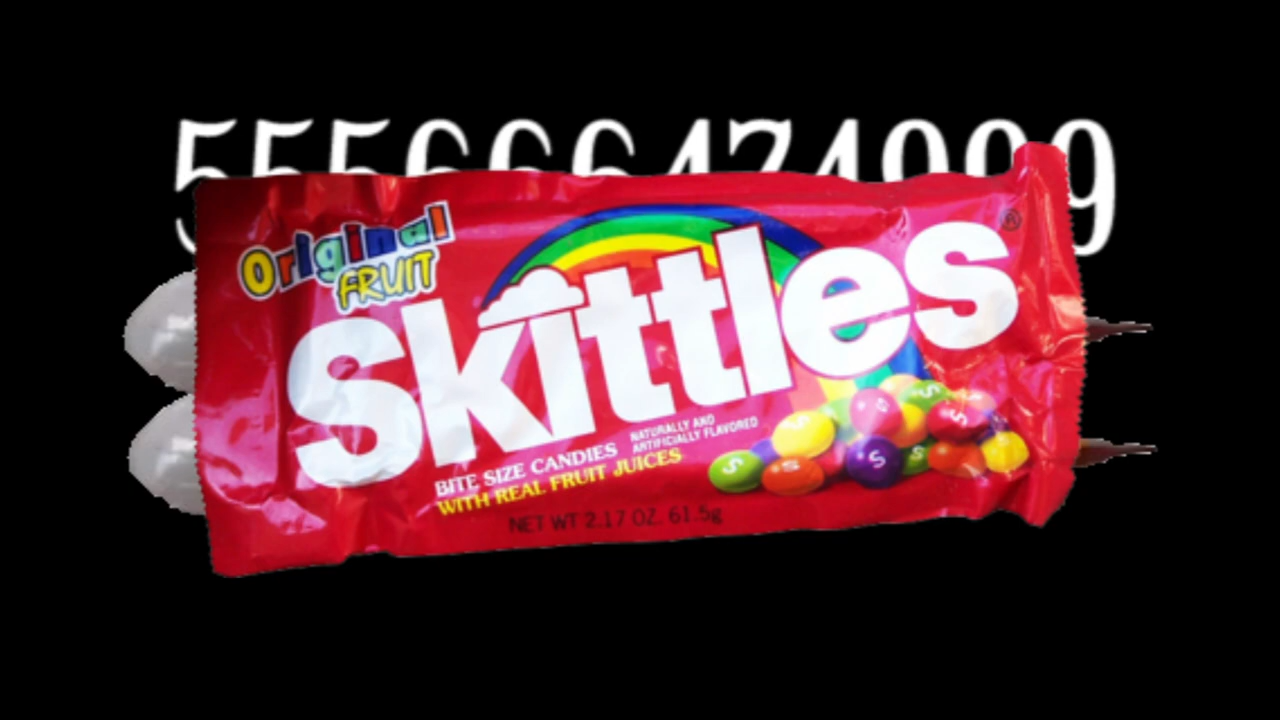 Original
FRUIT
Skittles®
NATURALLY AND
ARTIFICIALLY FLAVORED
BITE SIZE CANDIES
WITH REAL FRUIT JUICES
NET WT 2.17 OZ. 61.5g
S
S
S
S
S